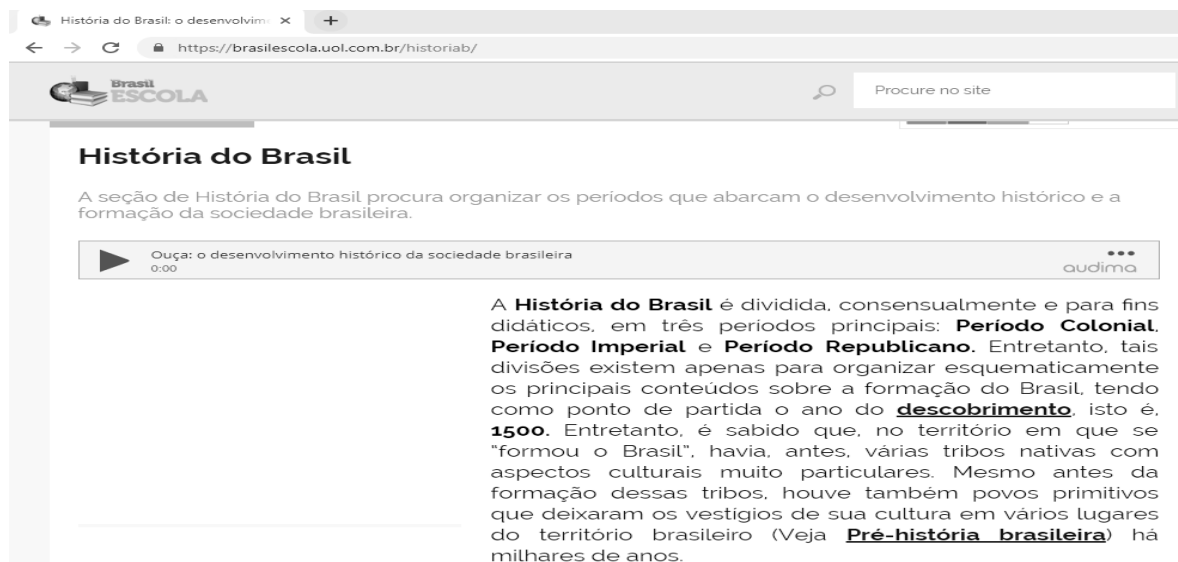 História do Brasil: o desenvolvim
https://brasilescola.uol.com.br/historiab/
Brasil
ESCOLA
Procure no site
História do Brasil
A seção de História do Brasil procura organizar os períodos que abarcam o desenvolvimento histórico e a
formação da sociedade brasileira.
Ouça: o desenvolvimento histórico da sociedade brasileira
0:00
audima
A História do Brasil é dividida, consensualmente e para fins
didáticos, em três períodos principais: Período Colonial,
Período Imperial e Período Republicano. Entretanto, tais
divisões existem apenas para organizar esquematicamente
os principais conteúdos sobre a formação do Brasil, tendo
como ponto de partida o ano do descobrimento, isto é,
1500. Entretanto, é sabido que, no território em que se
“formou o Brasil”, havia, antes, várias tribos nativas com
aspectos culturais muito particulares. Mesmo antes da
formação dessas tribos, houve também povos primitivos
que deixaram os vestígios de sua cultura em vários lugares
do território brasileiro (Veja Pré-história brasileira) há
milhares de anos.